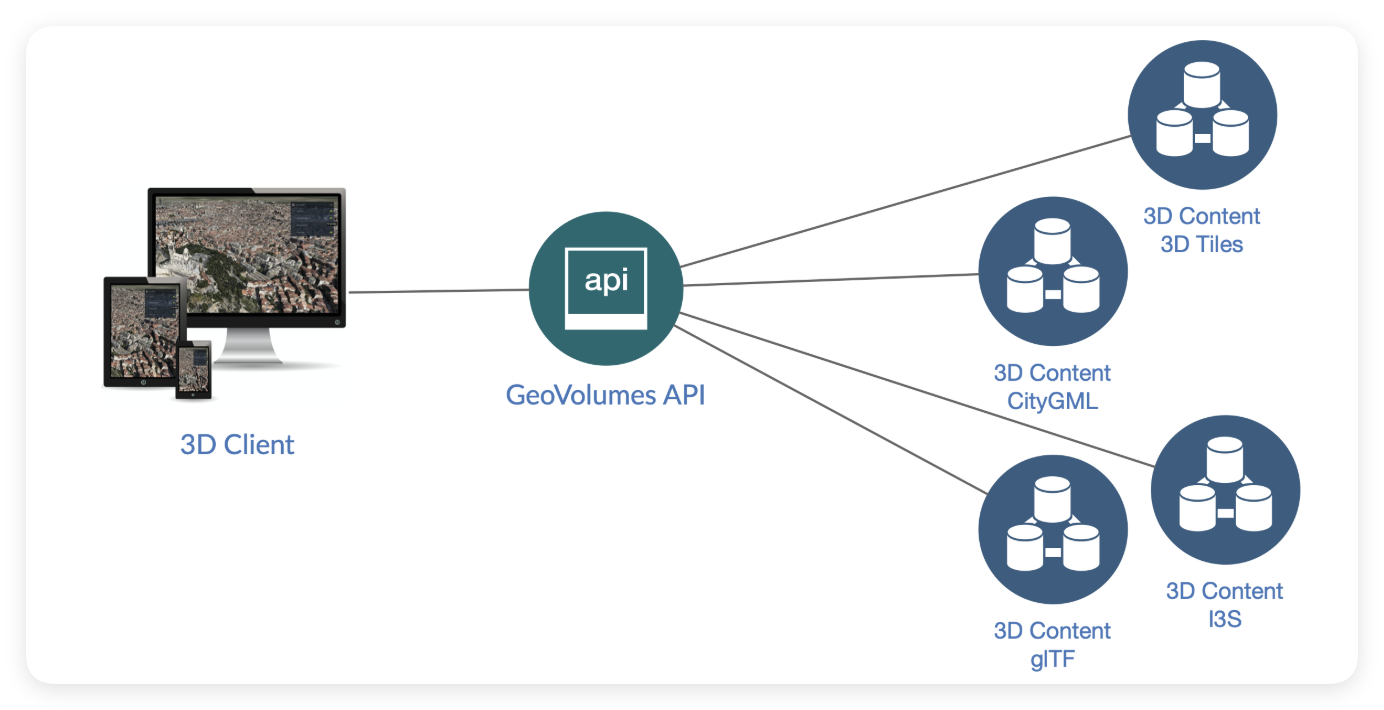 3D Content
3D Tiles
api
3D Content
CityGML
GeoVolumes API
3D Client
3D Content
I3S
3D Content
glTF